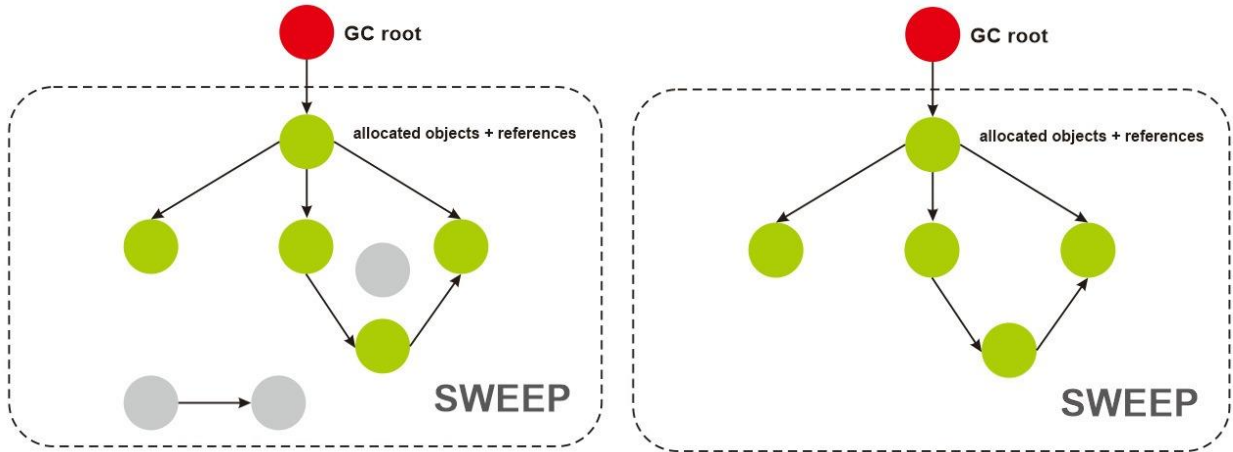 GC root
allocated objects + references
SWEEP
GC root
allocated objects + references
SWEEP